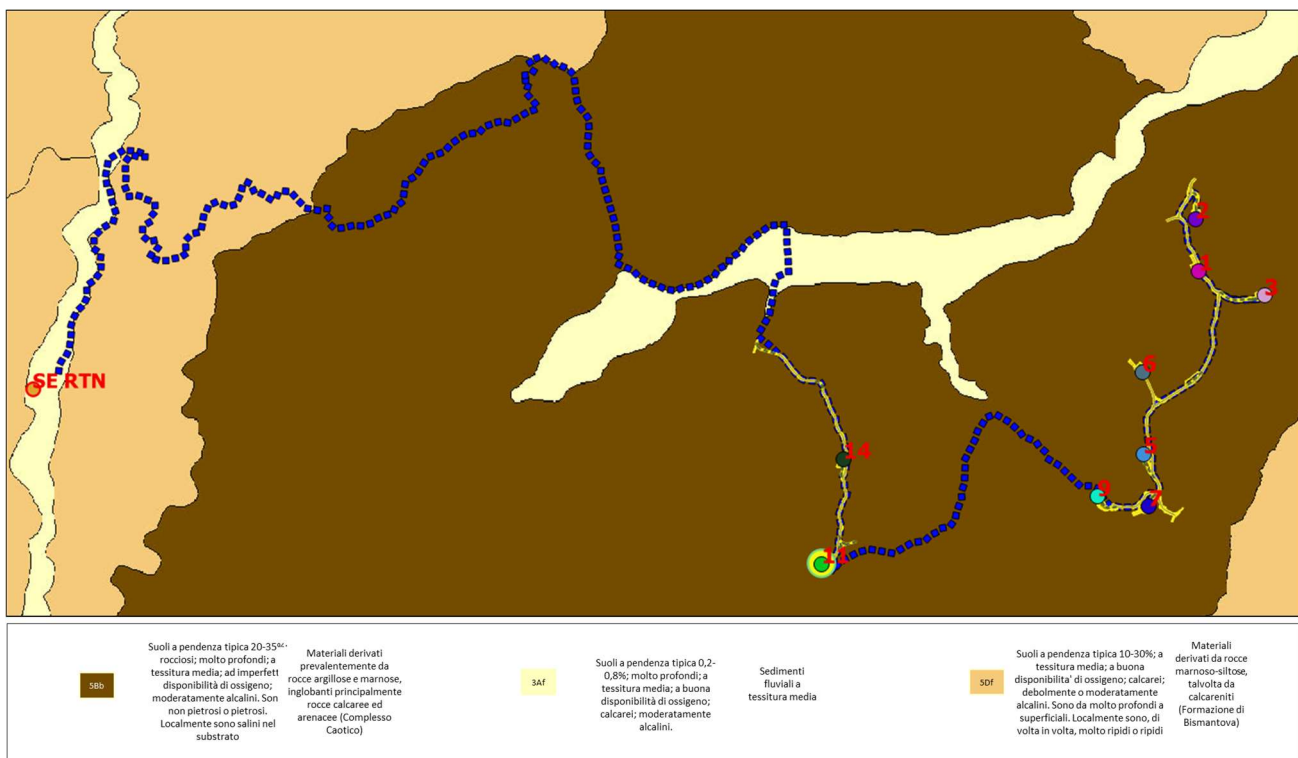 2
1
3
SE RTN
6
14
5
9
7
11
5Bb
Suoli a pendenza tipica 20-35
rocciosi; molto profondi; a
tessitura media; ad imperfett
disponibilità di ossigeno;
moderatamente alcalini. Son
non pietrosi o pietrosi.
Localmente sono salini nel
substrato
Materiali derivati
prevalentemente da
rocce argillose e marnose,
inglobanti principalmente
rocce calcaree ed
arenacee (Complesso
Caotico)
3Af
Suoli a pendenza tipica 0,2-
0,8%; molto profondi; a
tessitura media; a buona
disponibilità di ossigeno;
calcarei; moderatamente
alcalini.
Sedimenti
fluviali a
tessitura media
5Df
Suoli a pendenza tipica 10-30%; a
tessitura media; a buona
disponibilita' di ossigeno; calcarei;
debolmente o moderatamente
alcalini. Sono da molto profondi a
superficiali. Localmente sono, di
volta in volta, molto ripidi o ripidi
Materiali
derivati da rocce
marnoso-siltose,
talvolta da
calcareniti
(Formazione di
Bismantova)